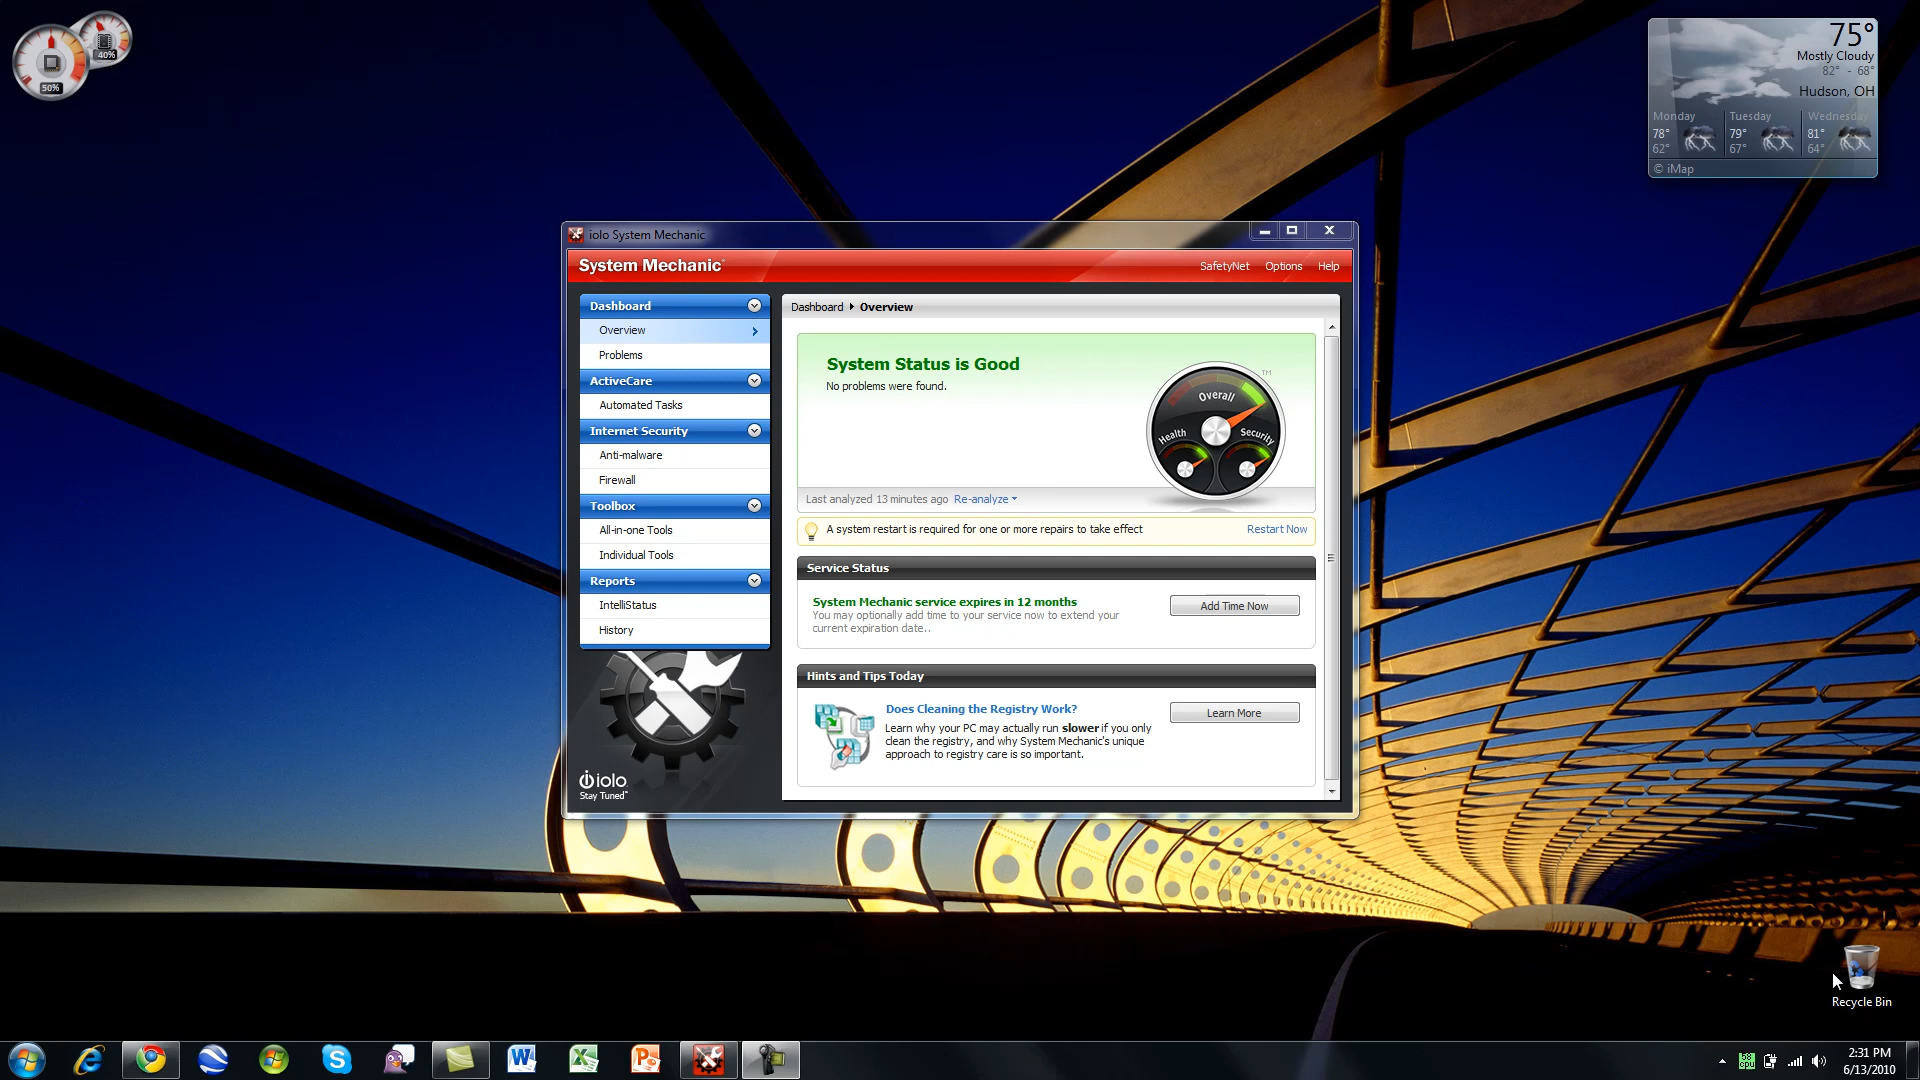 50%
40%
75°
Mostly Cloudy
82° - 68°
Hudson, OH
Monday
78°
62°
Tuesday
79°
67°
Wednesday
81°
64°
© iMap
iolo System Mechanic
System Mechanic
SafetyNet Options Help
Dashboard
Overview
Problems
ActiveCare
Automated Tasks
Internet Security
Anti-malware
Firewall
Toolbox
All-in-one Tools
Individual Tools
Reports
IntelliStatus
History
iolo
Stay Tuned™
Dashboard Overview
System Status is Good
No problems were found.
TM
Overall
Health
Security
Last analyzed 13 minutes ago Re-analyze
A system restart is required for one or more repairs to take effect Restart Now
Service Status
System Mechanic service expires in 12 months
You may optionally add time to your service now to extend your
current expiration date..
Add Time Now
Hints and Tips Today
Does Cleaning the Registry Work?
Learn why your PC may actually run slower if you only
clean the registry, and why System Mechanic's unique
approach to registry care is so important.
Learn More
Recycle Bin
2:31 PM
6/13/2010